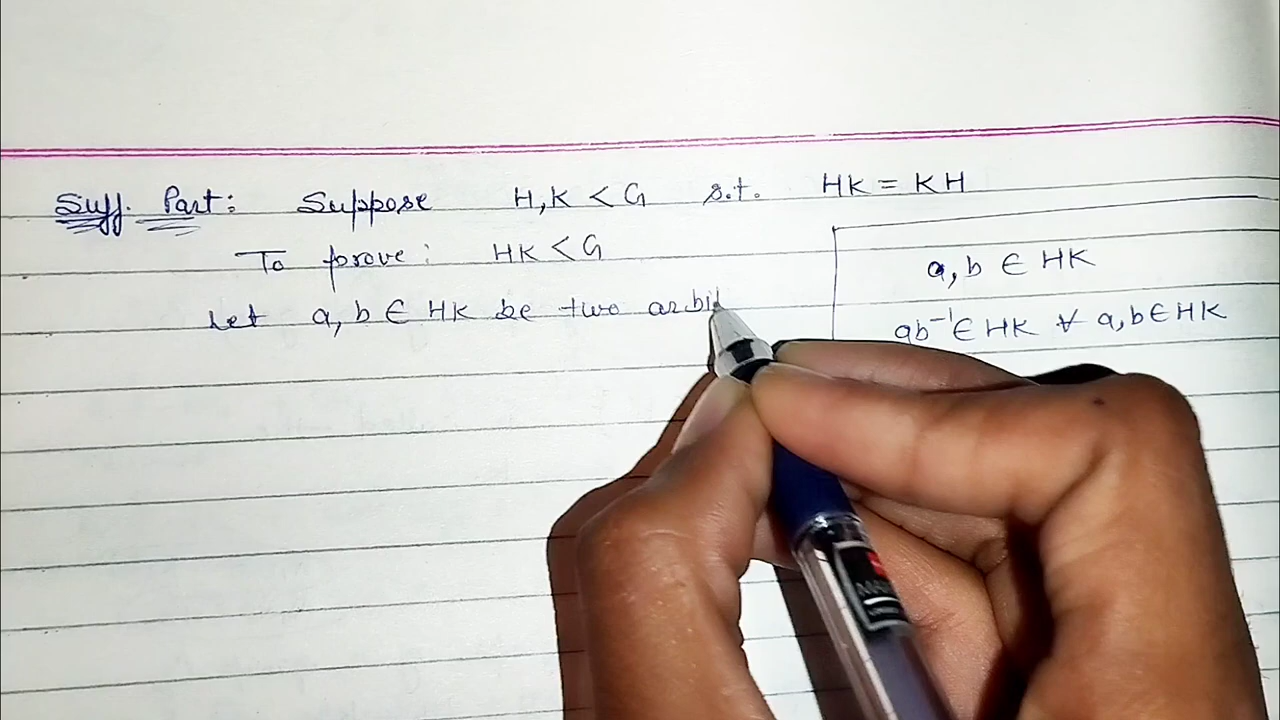 Suff. Part: Suppose H,K < G s.t. HK = KH
To prove: HK < G
Let a, b ∈ HK be two arbi
a, b ∈ HK
ab⁻¹ ∈ HK ∀ a,b ∈ HK